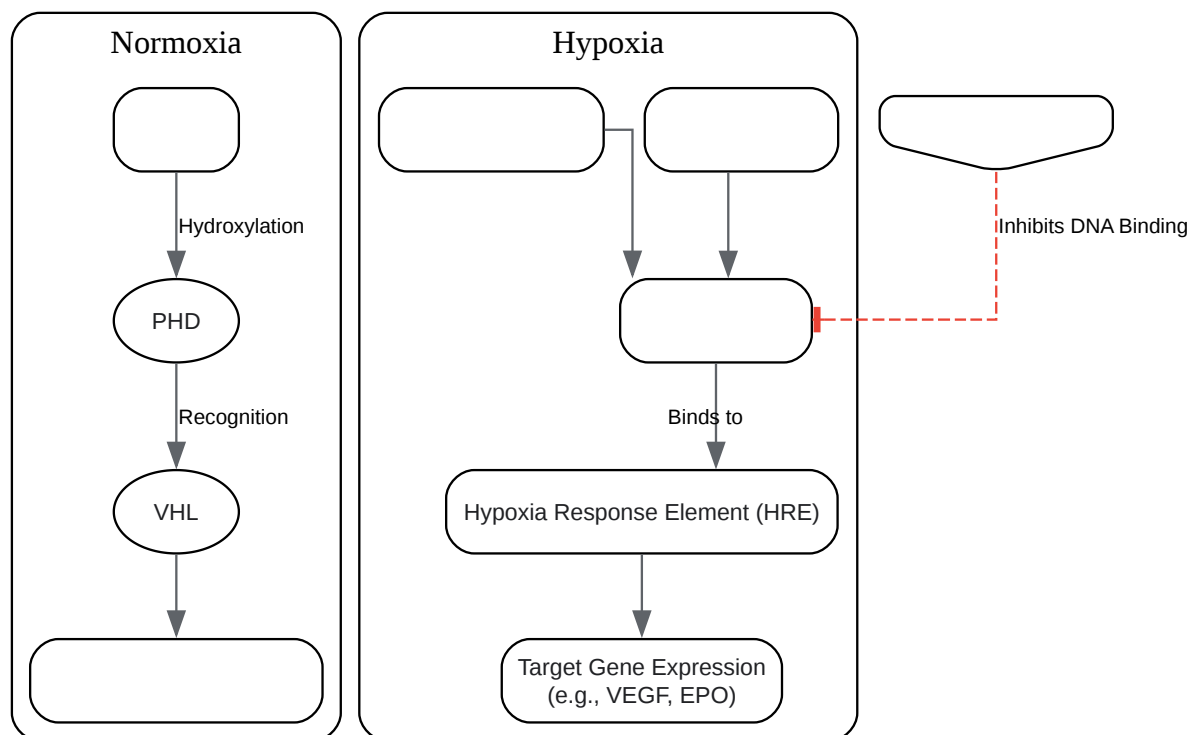 Normoxia
Hydroxylation
PHD
Recognition
VHL
Hypoxia
Binds to
Hypoxia Response Element (HRE)
Target Gene Expression
(e.g., VEGF, EPO)
Inhibits DNA Binding